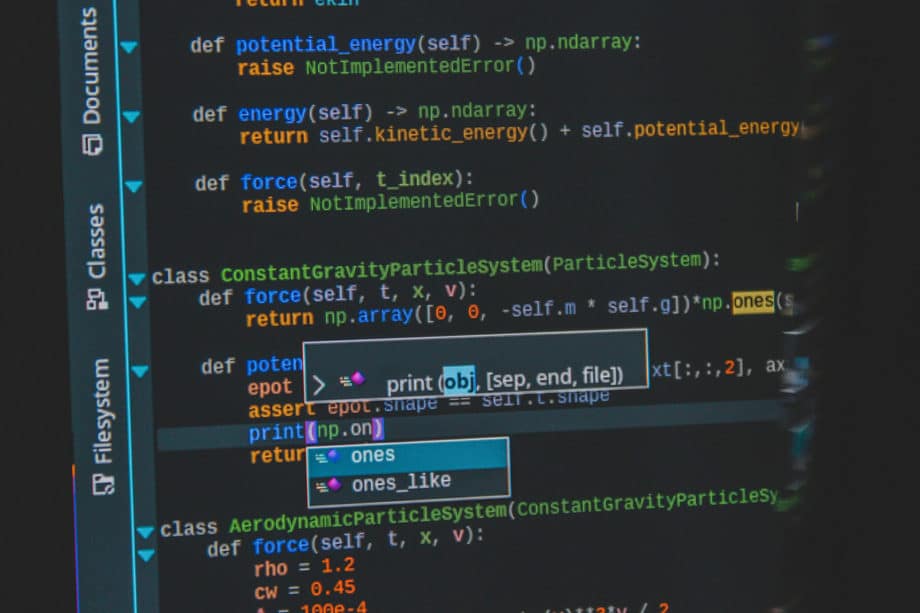 return ekin
def potential_energy(self) -> np.ndarray:
raise NotImplementedError()
def energy(self) -> np.ndarray:
return self.kinetic_energy() + self.potential_energy
def force(self, t_index):
raise NotImplementedError()
class ConstantGravityParticleSystem(ParticleSystem):
def force(self, t, x, v):
return np.array([0, 0, -self.m * self.g])*np.ones(s
def poten
print (obj, [sep, end, file])
epot xt[:,:,2], ax
assert epot.shape == self.t.shape
print(np.on)
retur
ones
ones_like
class AerodynamicParticleSystem(ConstantGravityParticleSy
def force(self, t, x, v):
rho = 1.2
cw = 0.45
= 100e-4
Documents
Classes
Filesystem